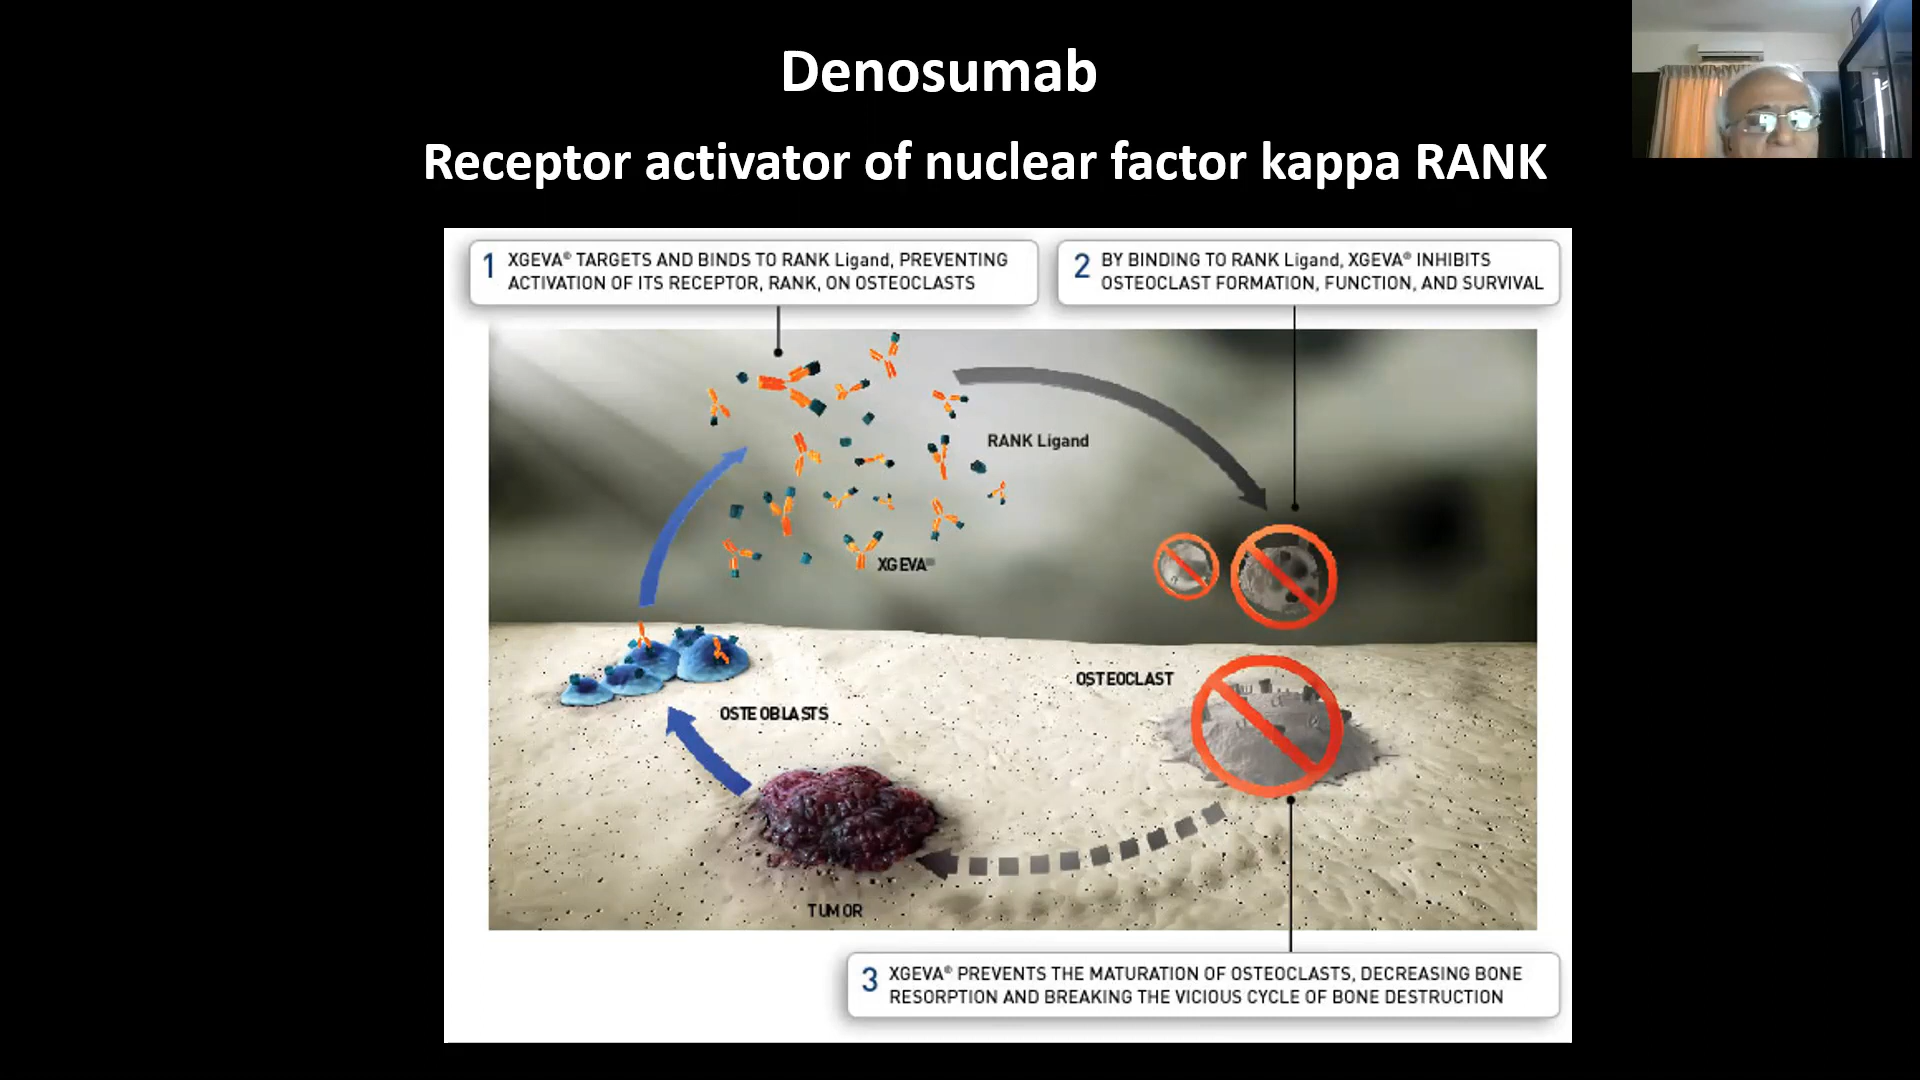 Denosumab
Receptor activator of nuclear factor kappa RANK
1 XGEVA® TARGETS AND BINDS TO RANK Ligand, PREVENTING
ACTIVATION OF ITS RECEPTOR, RANK, ON OSTEOCLASTS
2 BY BINDING TO RANK Ligand, XGEVA® INHIBITS
OSTEOCLAST FORMATION, FUNCTION, AND SURVIVAL
RANK Ligand
XGEVA®
OSTEOCLAST
OSTEOBLASTS
TUMOR
3 XGEVA® PREVENTS THE MATURATION OF OSTEOCLASTS, DECREASING BONE
RESORPTION AND BREAKING THE VICIOUS CYCLE OF BONE DESTRUCTION